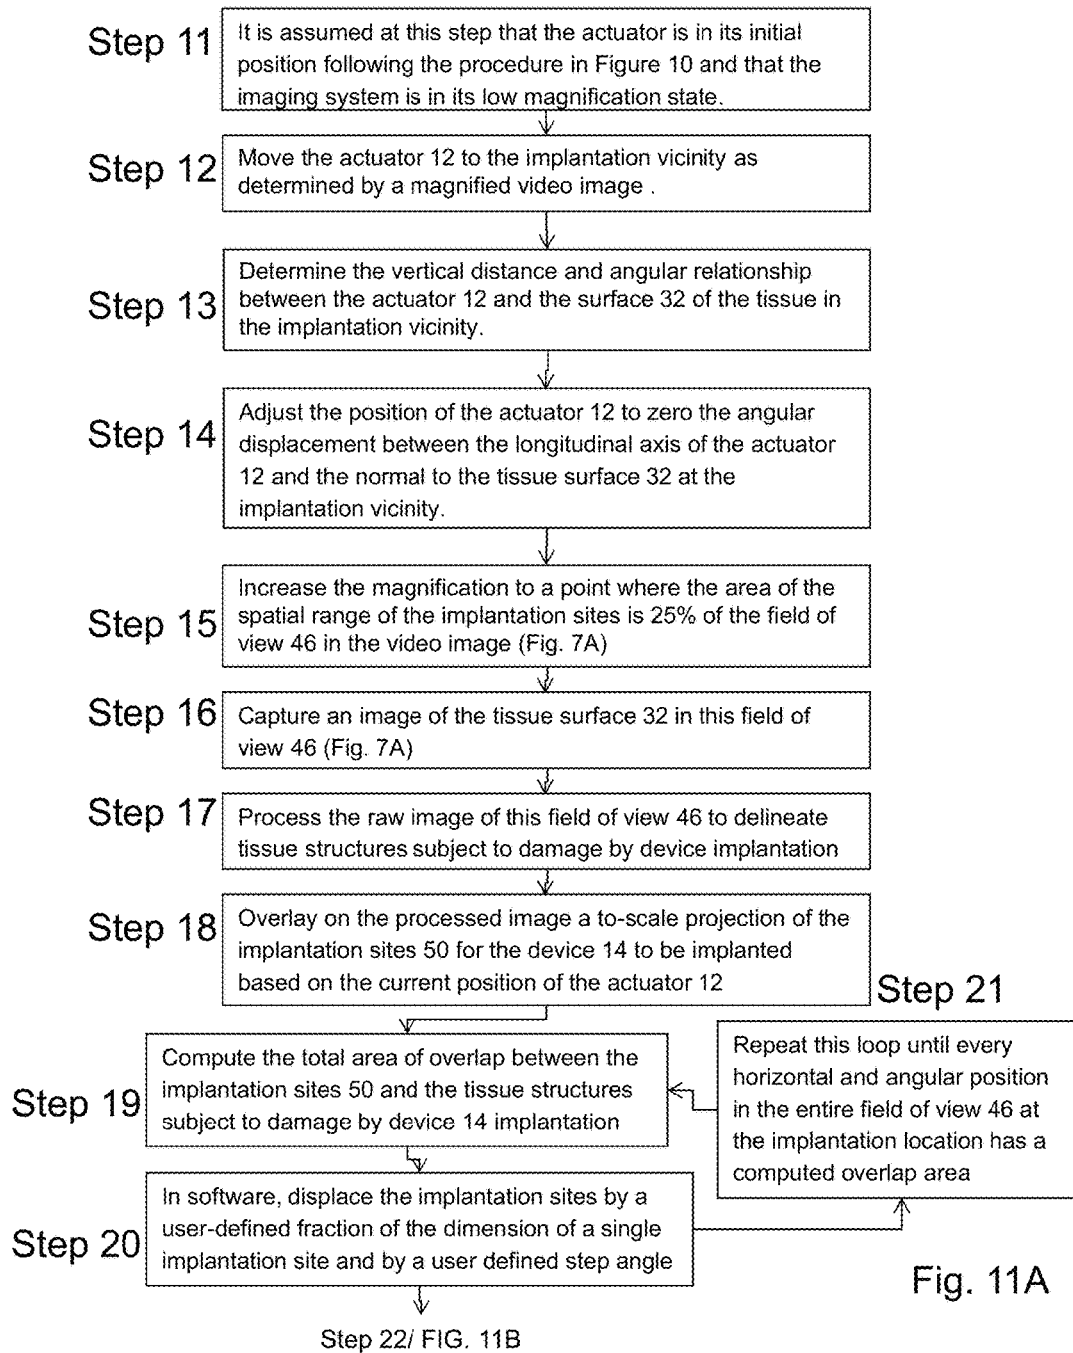 Step 11
It is assumed at this step that the actuator is in its initial
position following the procedure in Figure 10 and that the
imaging system is in its low magnification state.
Step 12
Move the actuator 12 to the implantation vicinity as
determined by a magnified video image .
Step 13
Determine the vertical distance and angular relationship
between the actuator 12 and the surface 32 of the tissue in
the implantation vicinity.
Step 14
Adjust the position of the actuator 12 to zero the angular
displacement between the longitudinal axis of the actuator
12 and the normal to the tissue surface 32 at the
implantation vicinity.
Step 15
Increase the magnification to a point where the area of the
spatial range of the implantation sites is 25% of the field of
view 46 in the video image (Fig. 7A)
Step 16
Capture an image of the tissue surface 32 in this field of
view 46 (Fig. 7A)
Step 17
Process the raw image of this field of view 46 to delineate
tissue structures subject to damage by device implantation
Step 18
Overlay on the processed image a to-scale projection of the
implantation sites 50 for the device 14 to be implanted
based on the current position of the actuator 12
Step 19
Compute the total area of overlap between the
implantation sites 50 and the tissue structures
subject to damage by device 14 implantation
Step 20
In software, displace the implantation sites by a
user-defined fraction of the dimension of a single
implantation site and by a user defined step angle
Step 21
Repeat this loop until every
horizontal and angular position
in the entire field of view 46 at
the implantation location has a
computed overlap area
Step 22/ FIG. 11B
Fig. 11A